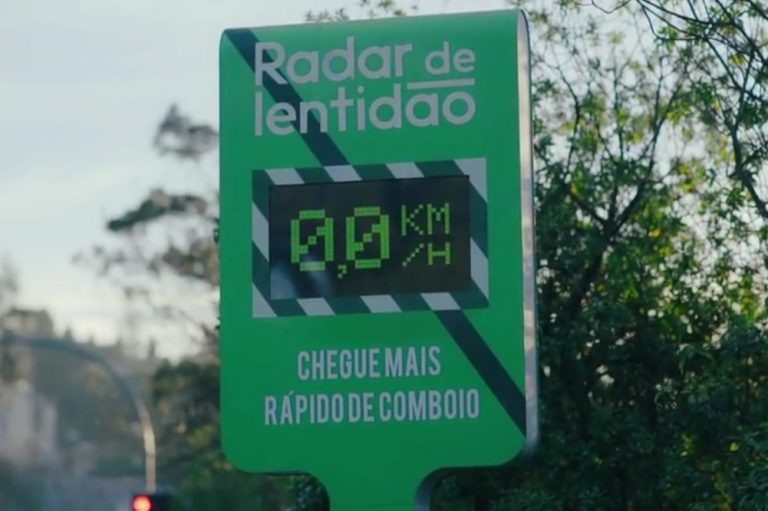 Radar de
lentidão
0,0 KM
/H
CHEGUE MAIS
RÁPIDO DE COMBOIO